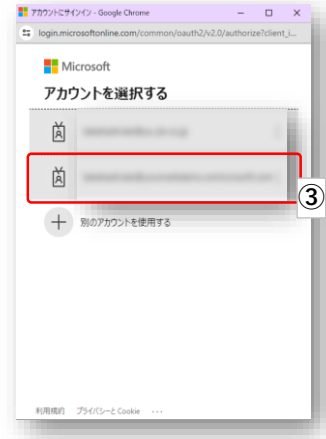 アカウントにサインイン - Google Chrome
login.microsoftonline.com/common/oauth2/v2.0/authorize?client_i...
Microsoft
アカウントを選択する
③
別のアカウントを使用する
利用規約 プライバシーと Cookie ...